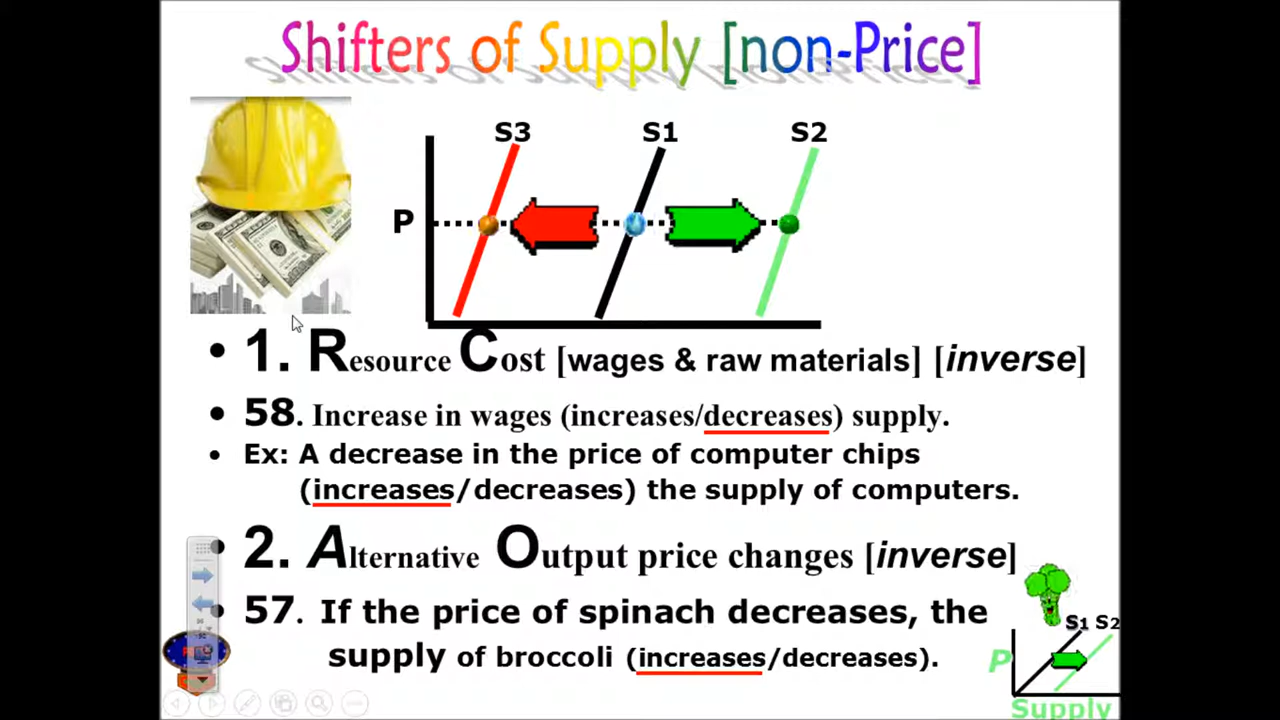 Shifters of Supply [non-Price]
S3 S1 S2
P
• 1. Resource Cost [wages & raw materials] [inverse]
• 58. Increase in wages (increases/decreases) supply.
• Ex: A decrease in the price of computer chips
(increases/decreases) the supply of computers.
• 2. Alternative Output price changes [inverse]
• 57. If the price of spinach decreases, the
supply of broccoli (increases/decreases).
S1 S2
P
Supply